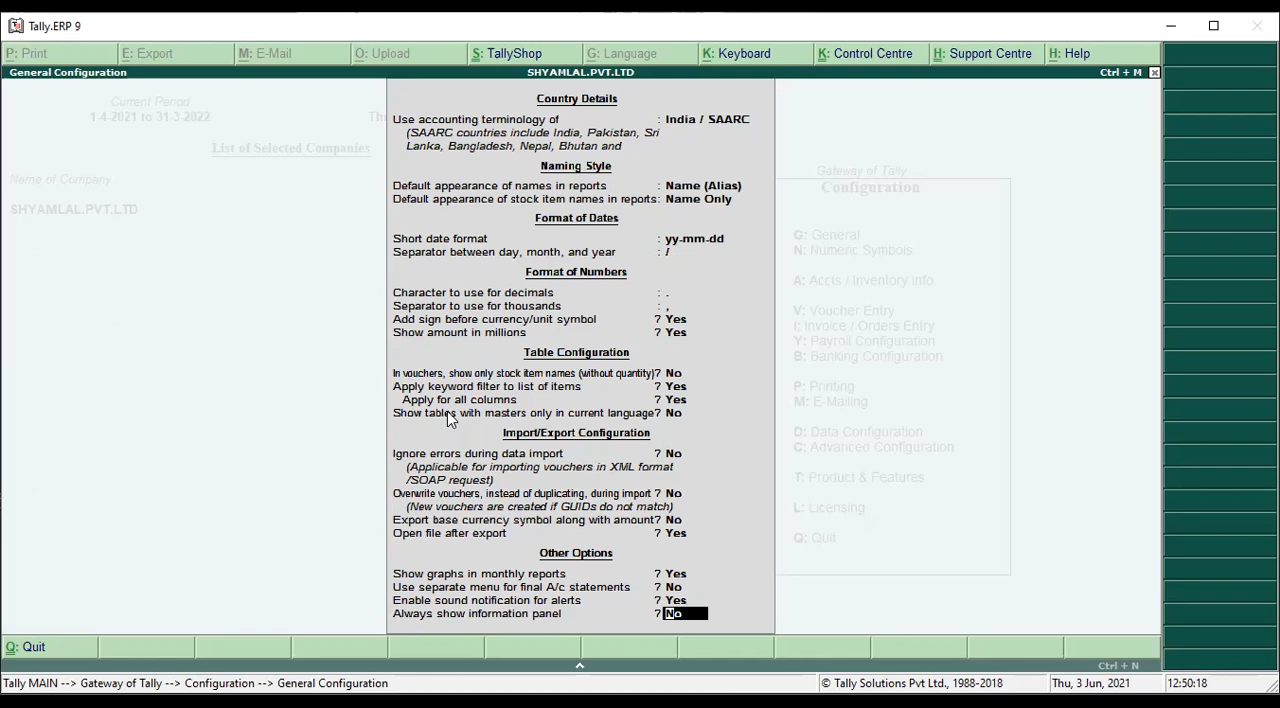 Tally.ERP 9
P: Print E: Export M: E-Mail O: Upload S: TallyShop G: Language K: Keyboard K: Control Centre H: Support Centre H: Help
General Configuration SHYAMLAL.PVT.LTD Ctrl + M
Current Period
1-4-2021 to 31-3-2022
List of Selected Companies
Name of Company
SHYAMLAL.PVT.LTD
Country Details
Use accounting terminology of : India / SAARC
(SAARC countries include India, Pakistan, Sri
Lanka, Bangladesh, Nepal, Bhutan and
Naming Style
Default appearance of names in reports : Name (Alias)
Default appearance of stock item names in reports: Name Only
Format of Dates
Short date format : yy-mm-dd
Separator between day, month, and year : /
Format of Numbers
Character to use for decimals : .
Separator to use for thousands : ,
Add sign before currency/unit symbol ? Yes
Show amount in millions ? Yes
Table Configuration
In vouchers, show only stock item names (without quantity)? No
Apply keyword filter to list of items ? Yes
Apply for all columns ? Yes
Show tables with masters only in current language? No
Import/Export Configuration
Ignore errors during data import ? No
(Applicable for importing vouchers in XML format
/SOAP request)
Overwrite vouchers, instead of duplicating, during import ? No
(New vouchers are created if GUIDs do not match)
Export base currency symbol along with amount? No
Open file after export ? Yes
Other Options
Show graphs in monthly reports ? Yes
Use separate menu for final A/c statements ? No
Enable sound notification for alerts ? Yes
Always show information panel ? No
Gateway of Tally ...
Configuration
G: General
N: Numeric Symbols
A: Accts / Inventory Info.
V: Voucher Entry
I: Invoice / Orders Entry
Y: Payroll Configuration
B: Banking Configuration
P: Printing
M: E-Mailing
D: Data Configuration
C: Advanced Configuration
T: Product & Features
L: Licensing
Q: Quit
Q: Quit
Ctrl + N
Tally MAIN --> Gateway of Tally --> Configuration --> General Configuration © Tally Solutions Pvt Ltd., 1988-2018 Thu, 3 Jun, 2021 12:50:18